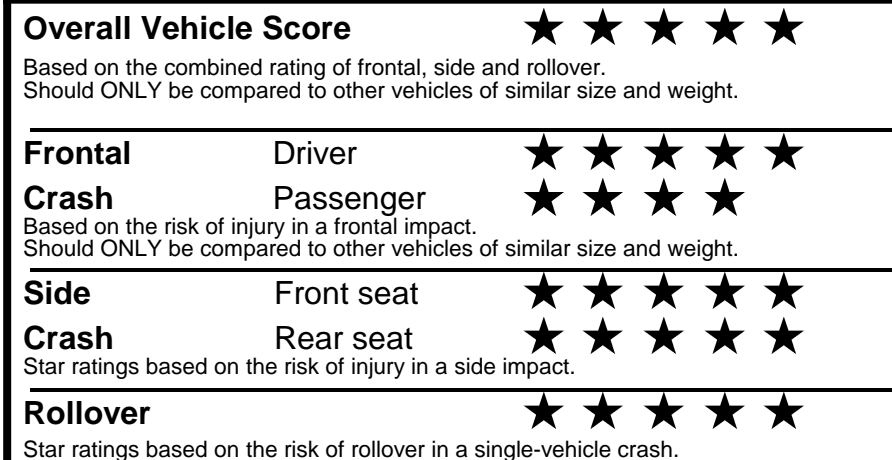 Overall Vehicle Score ★ ★ ★ ★ ★
Based on the combined rating of frontal, side and rollover.
Should ONLY be compared to other vehicles of similar size and weight.
Frontal Driver ★ ★ ★ ★ ★
Crash Passenger ★ ★ ★ ★
Based on the risk of injury in a frontal impact.
Should ONLY be compared to other vehicles of similar size and weight.
Side Front seat ★ ★ ★ ★ ★
Crash Rear seat ★ ★ ★ ★ ★
Star ratings based on the risk of injury in a side impact.
Rollover ★ ★ ★ ★ ★
Star ratings based on the risk of rollover in a single-vehicle crash.